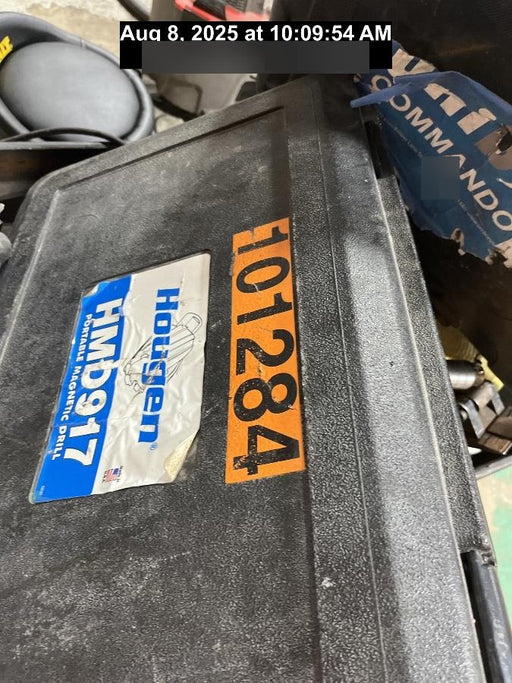 Aug 8, 2025 at 10:09:54 AM
COMMANDO
101284
Hougen®
HMD917
PORTABLE MAGNETIC DRILL